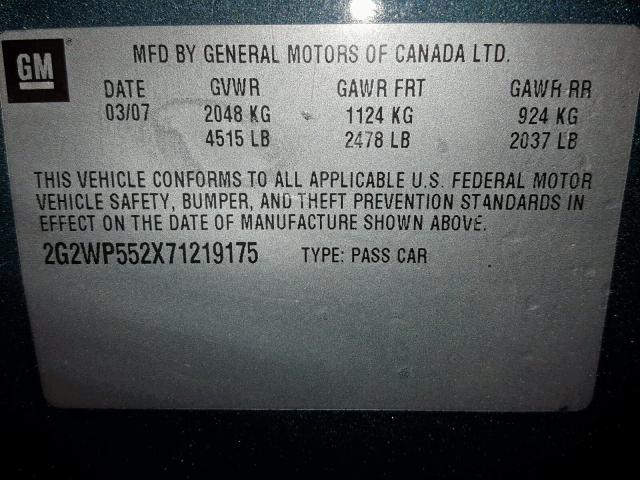 GM
MFD BY GENERAL MOTORS OF CANADA LTD.
DATE GVWR GAWR FRT GAWR RR
03/07 2048 KG 1124 KG 924 KG
4515 LB 2478 LB 2037 LB
THIS VEHICLE CONFORMS TO ALL APPLICABLE U.S. FEDERAL MOTOR
VEHICLE SAFETY, BUMPER, AND THEFT PREVENTION STANDARDS IN
EFFECT ON THE DATE OF MANUFACTURE SHOWN ABOVE.
2G2WP552X71219175 TYPE: PASS CAR